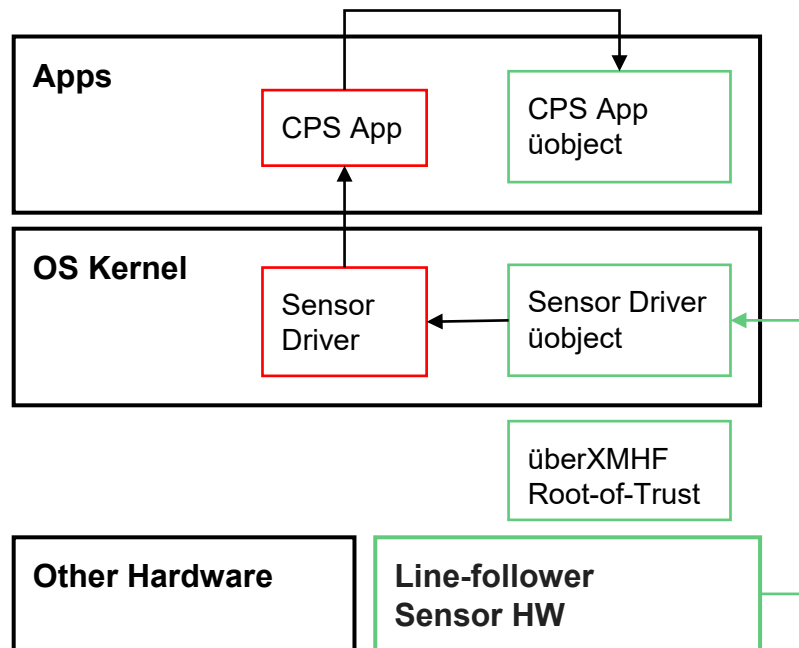 Apps
CPS App
CPS App
üobject
OS Kernel
Sensor
Driver
Sensor Driver
üobject
überXMHF
Root-of-Trust
Other Hardware
Line-follower
Sensor HW